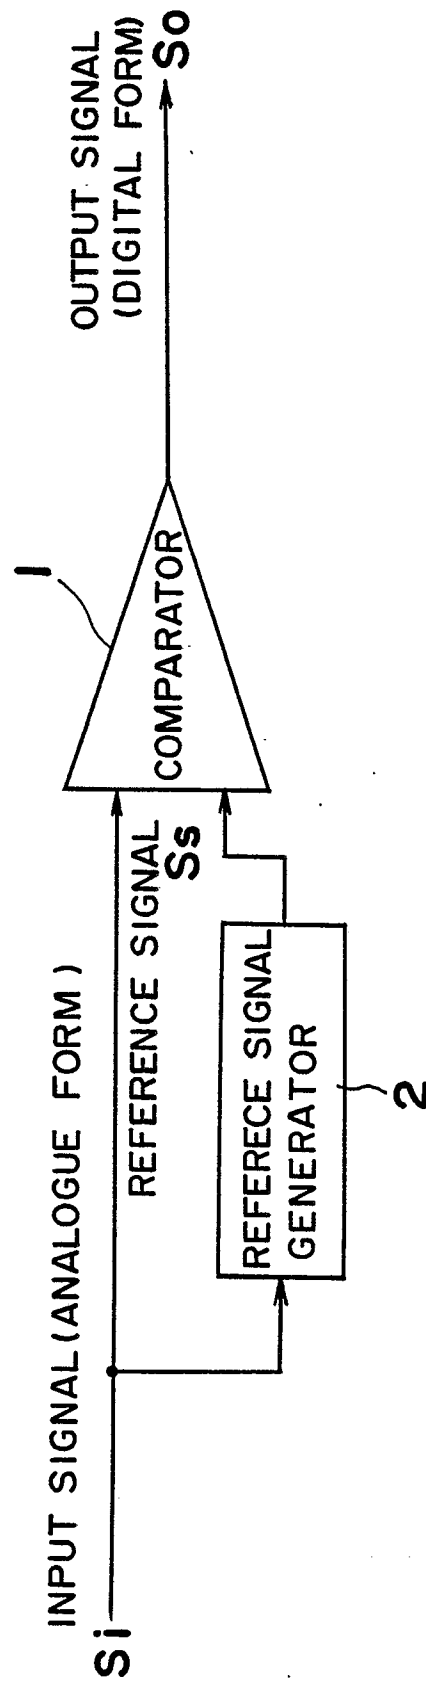 INPUT SIGNAL (ANALOGUE FORM)
Si
REFERENCE SIGNAL
Ss
REFERECE SIGNAL
GENERATOR
2
1
COMPARATOR
OUTPUT SIGNAL
(DIGITAL FORM)
So